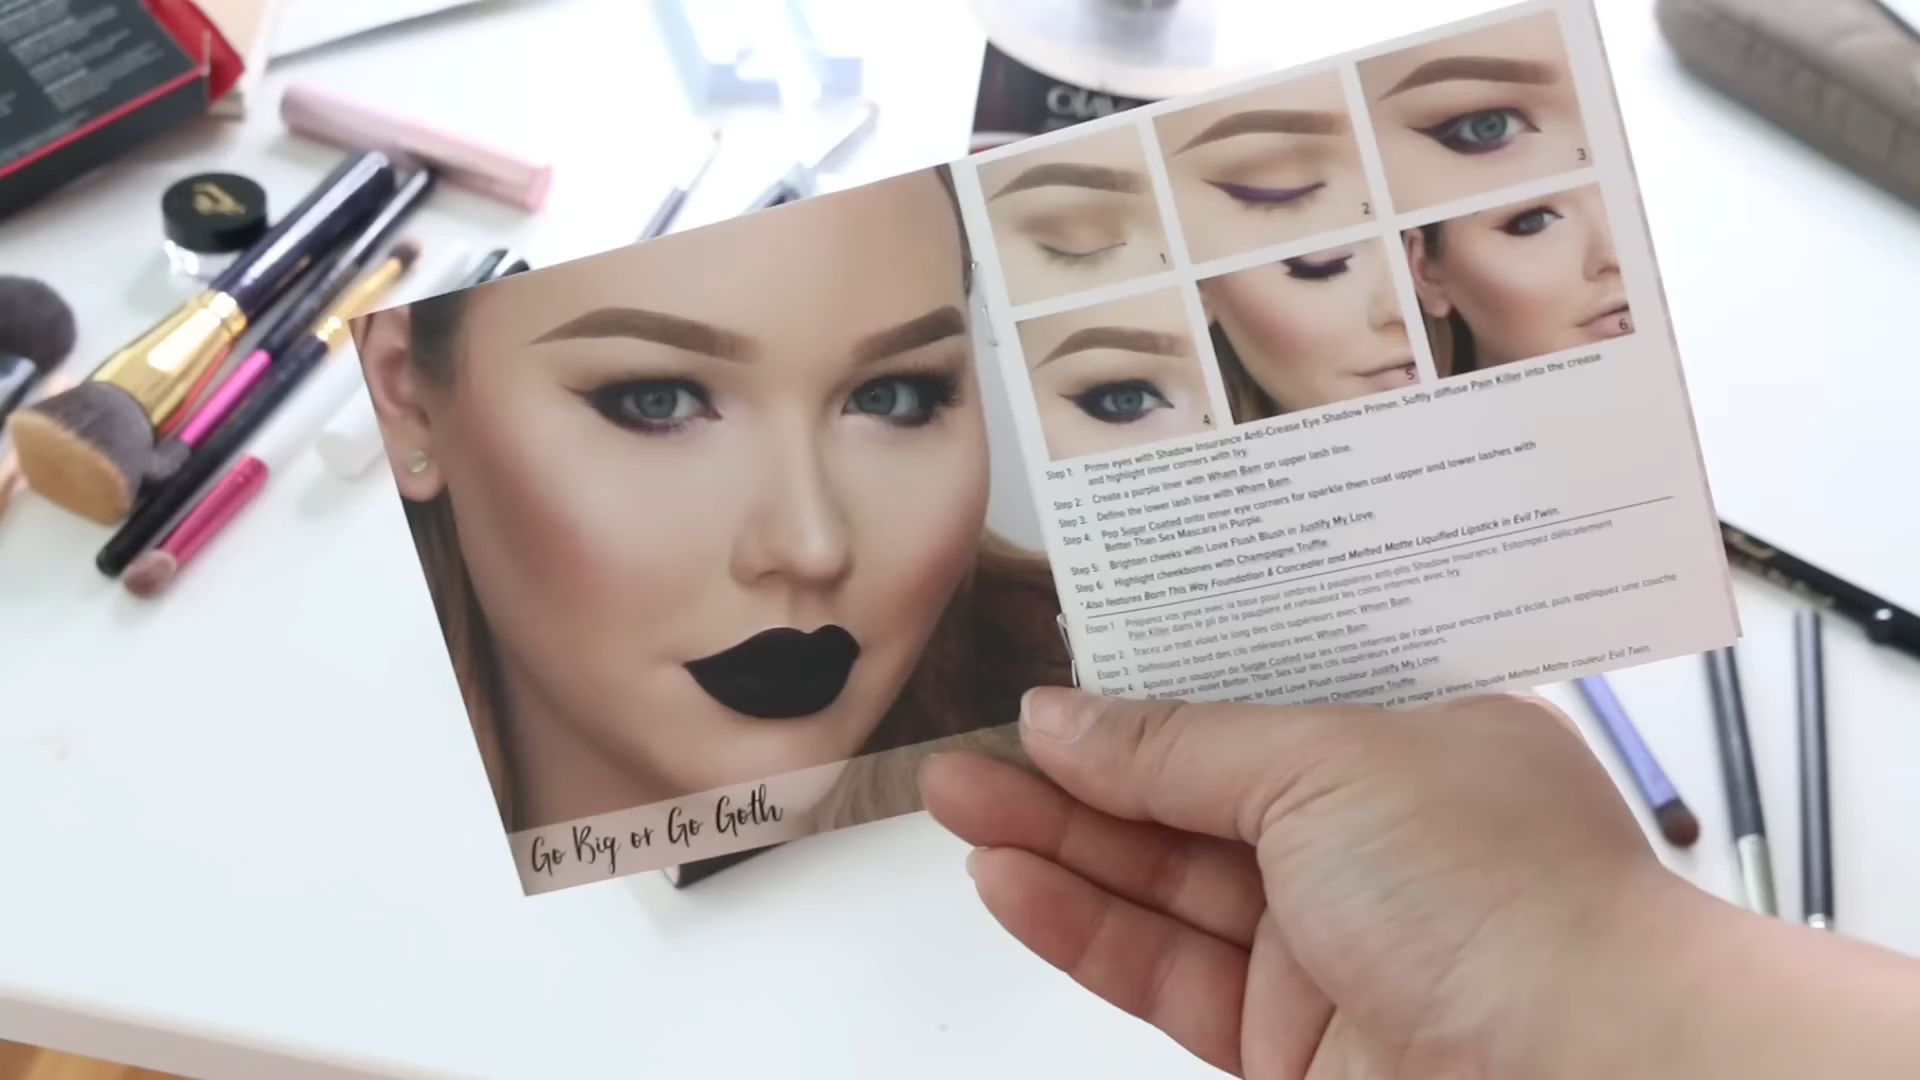 Go Big or Go Goth
1
2
3
4
5
6
Step 1: Prime eyes with Shadow Insurance Anti-Crease Eye Shadow Primer. Softly diffuse Pain Killer into the crease
and highlight inner corners with Ivy.
Step 2: Create a purple liner with Wham Bam on upper lash line.
Step 3: Define the lower lash line with Wham Bam.
Step 4: Pop Sugar Coated onto inner eye corners for sparkle then coat upper and lower lashes with
Better Than Sex Mascara in Purple.
Step 5: Brighten cheeks with Love Flush Blush in Justify My Love.
Step 6: Highlight cheekbones with Champagne Truffle.
*Also features Born This Way Foundation & Concealer and Melted Matte Liquified Lipstick in Evil Twin.
Étape 1 Préparez vos yeux avec la base pour ombres à paupières anti-plis Shadow Insurance. Estompez délicatement
Pain Killer dans le pli de la paupière et rehaussez les coins internes avec Ivy.
Étape 2: Tracez un trait violet le long des cils supérieurs avec Wham Bam.
Étape 3: Définissez le bord des cils inférieurs avec Wham Bam.
Étape 4: Ajoutez un soupçon de Sugar Coated sur les coins internes de l'œil pour encore plus d'éclat, puis appliquez une couche
de mascara violet Better Than Sex sur les cils supérieurs et inférieurs.
avec le fard Love Flush couleur Justify My Love
teinte Champagne Truffle.
et le rouge à lèvres liquide Melted Matte couleur Evil Twin.